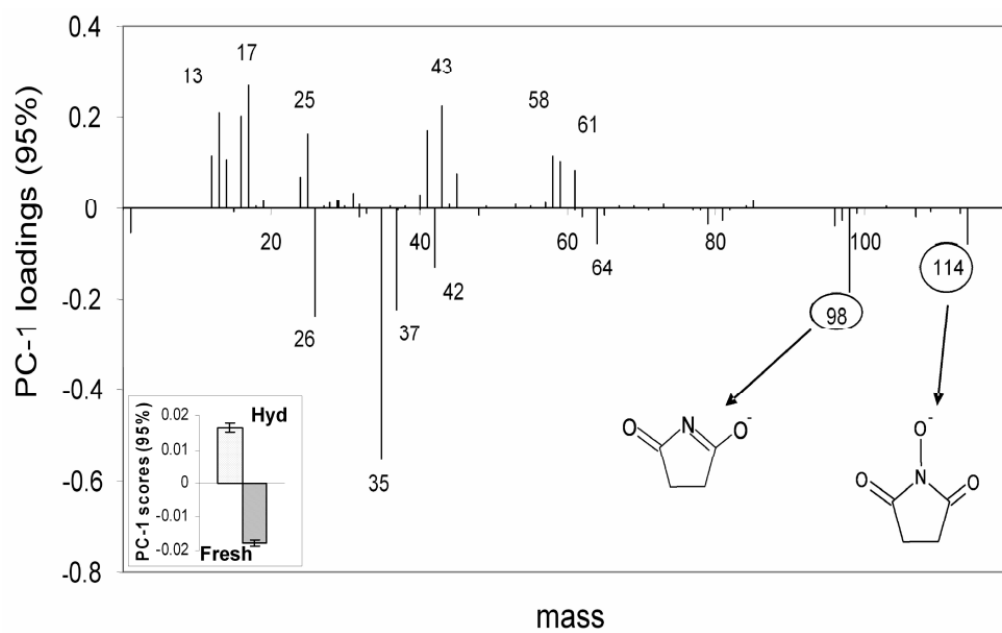 PC-1 loadings (95%)
0.4
0.2
0
-0.2
-0.4
-0.6
-0.8
13
17
25
43
58
61
20
40
60
80
100
26
35
37
42
64
98
114
O
N
O-
O-
N
O
O
PC-1 scores (95%)
0.02
0.01
0
-0.01
-0.02
Hyd
Fresh
mass